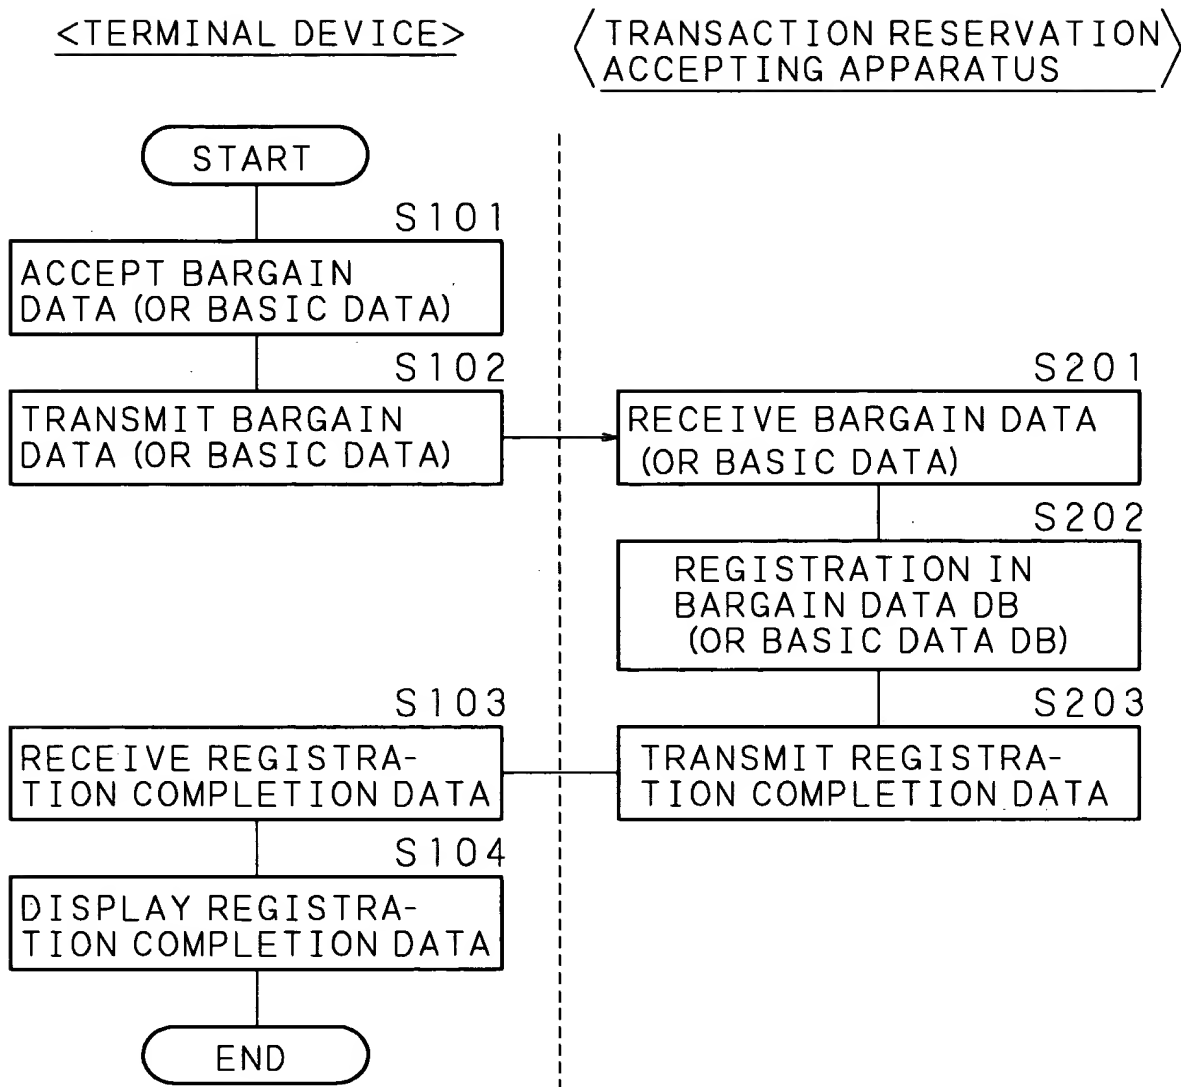 <TERMINAL DEVICE>
<TRANSACTION RESERVATION
ACCEPTING APPARATUS>
START
S101
ACCEPT BARGAIN
DATA (OR BASIC DATA)
S102
TRANSMIT BARGAIN
DATA (OR BASIC DATA)
S201
RECEIVE BARGAIN DATA
(OR BASIC DATA)
S202
REGISTRATION IN
BARGAIN DATA DB
(OR BASIC DATA DB)
S203
TRANSMIT REGISTRA-
TION COMPLETION DATA
S103
RECEIVE REGISTRA-
TION COMPLETION DATA
S104
DISPLAY REGISTRA-
TION COMPLETION DATA
END